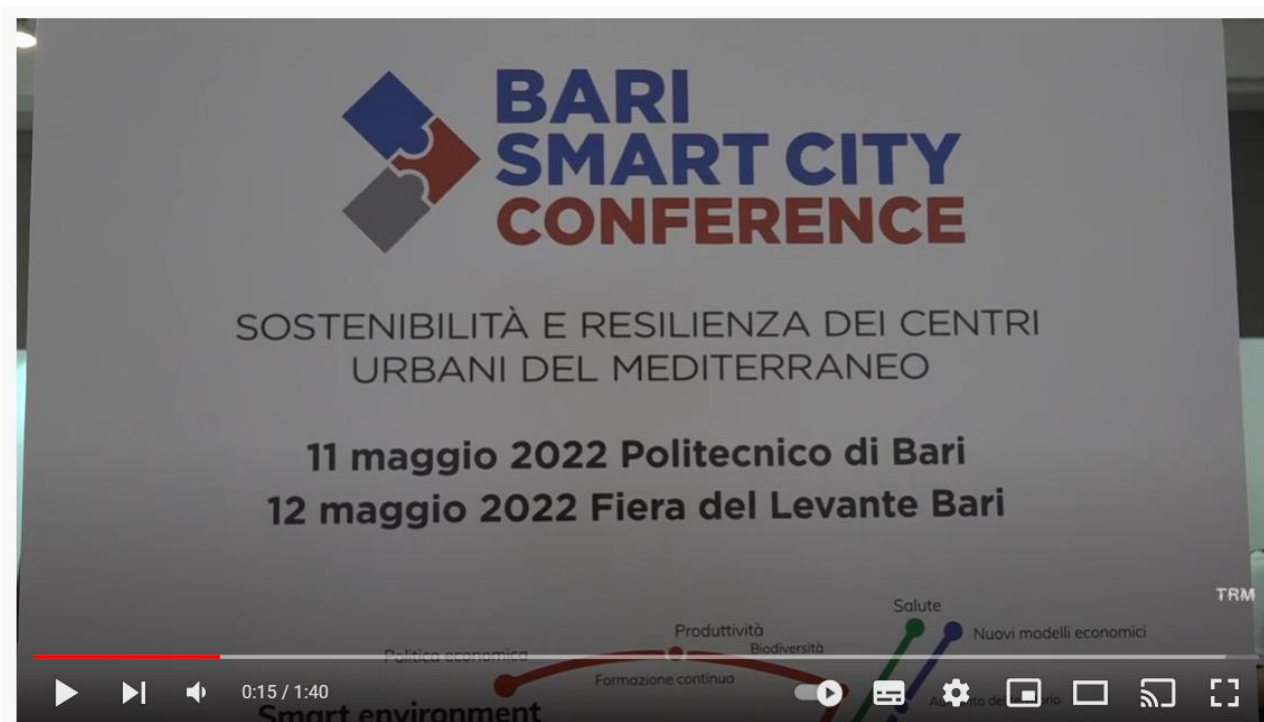 BARI
SMART CITY
CONFERENCE
SOSTENIBILITÀ E RESILIENZA DEI CENTRI
URBANI DEL MEDITERRANEO
11 maggio 2022 Politecnico di Bari
12 maggio 2022 Fiera del Levante Bari
TRM
Salute
Produttività
Nuovi modelli economici
Biodiversità
Politica economica
Formazione continua
0:15 / 1:40
Smart environment